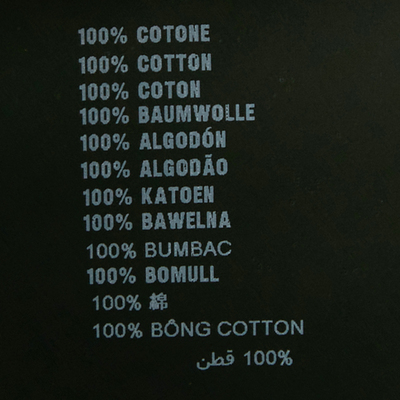 100% COTONE
100% COTTON
100% COTON
100% BAUMWOLLE
100% ALGODÓN
100% ALGODÃO
100% KATOEN
100% BAWELNA
100% BUMBAC
100% BOMULL
100% 綿
100% BÔNG COTTON
100% قطن